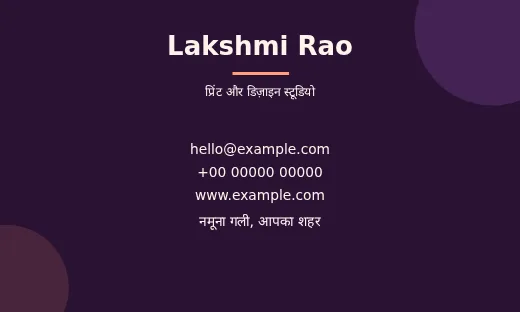 Lakshmi Rao
प्रिंट और डिज़ाइन स्टूडियो
hello@example.com
+00 00000 00000
www.example.com
नमूना गली, आपका शहर